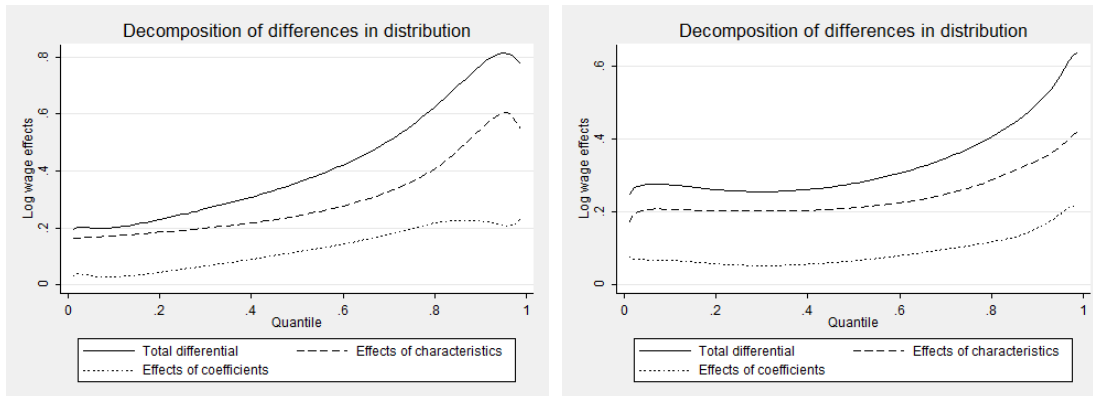 Decomposition of differences in distribution
Log wage effects
.8
.6
.4
.2
0
0 .2 .4 .6 .8 1
Quantile
Total differential Effects of characteristics
Effects of coefficients
Decomposition of differences in distribution
Log wage effects
.6
.4
.2
0
0 .2 .4 .6 .8 1
Quantile
Total differential Effects of characteristics
Effects of coefficients